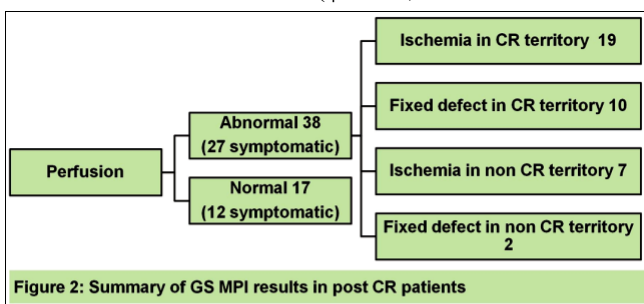 Ischemia in CR territory 19
Abnormal 38
(27 symptomatic)
Fixed defect in CR territory 10
Perfusion
Normal 17
(12 symptomatic)
Ischemia in non CR territory 7
Fixed defect in non CR territory
2
Figure 2: Summary of GS MPI results in post CR patients